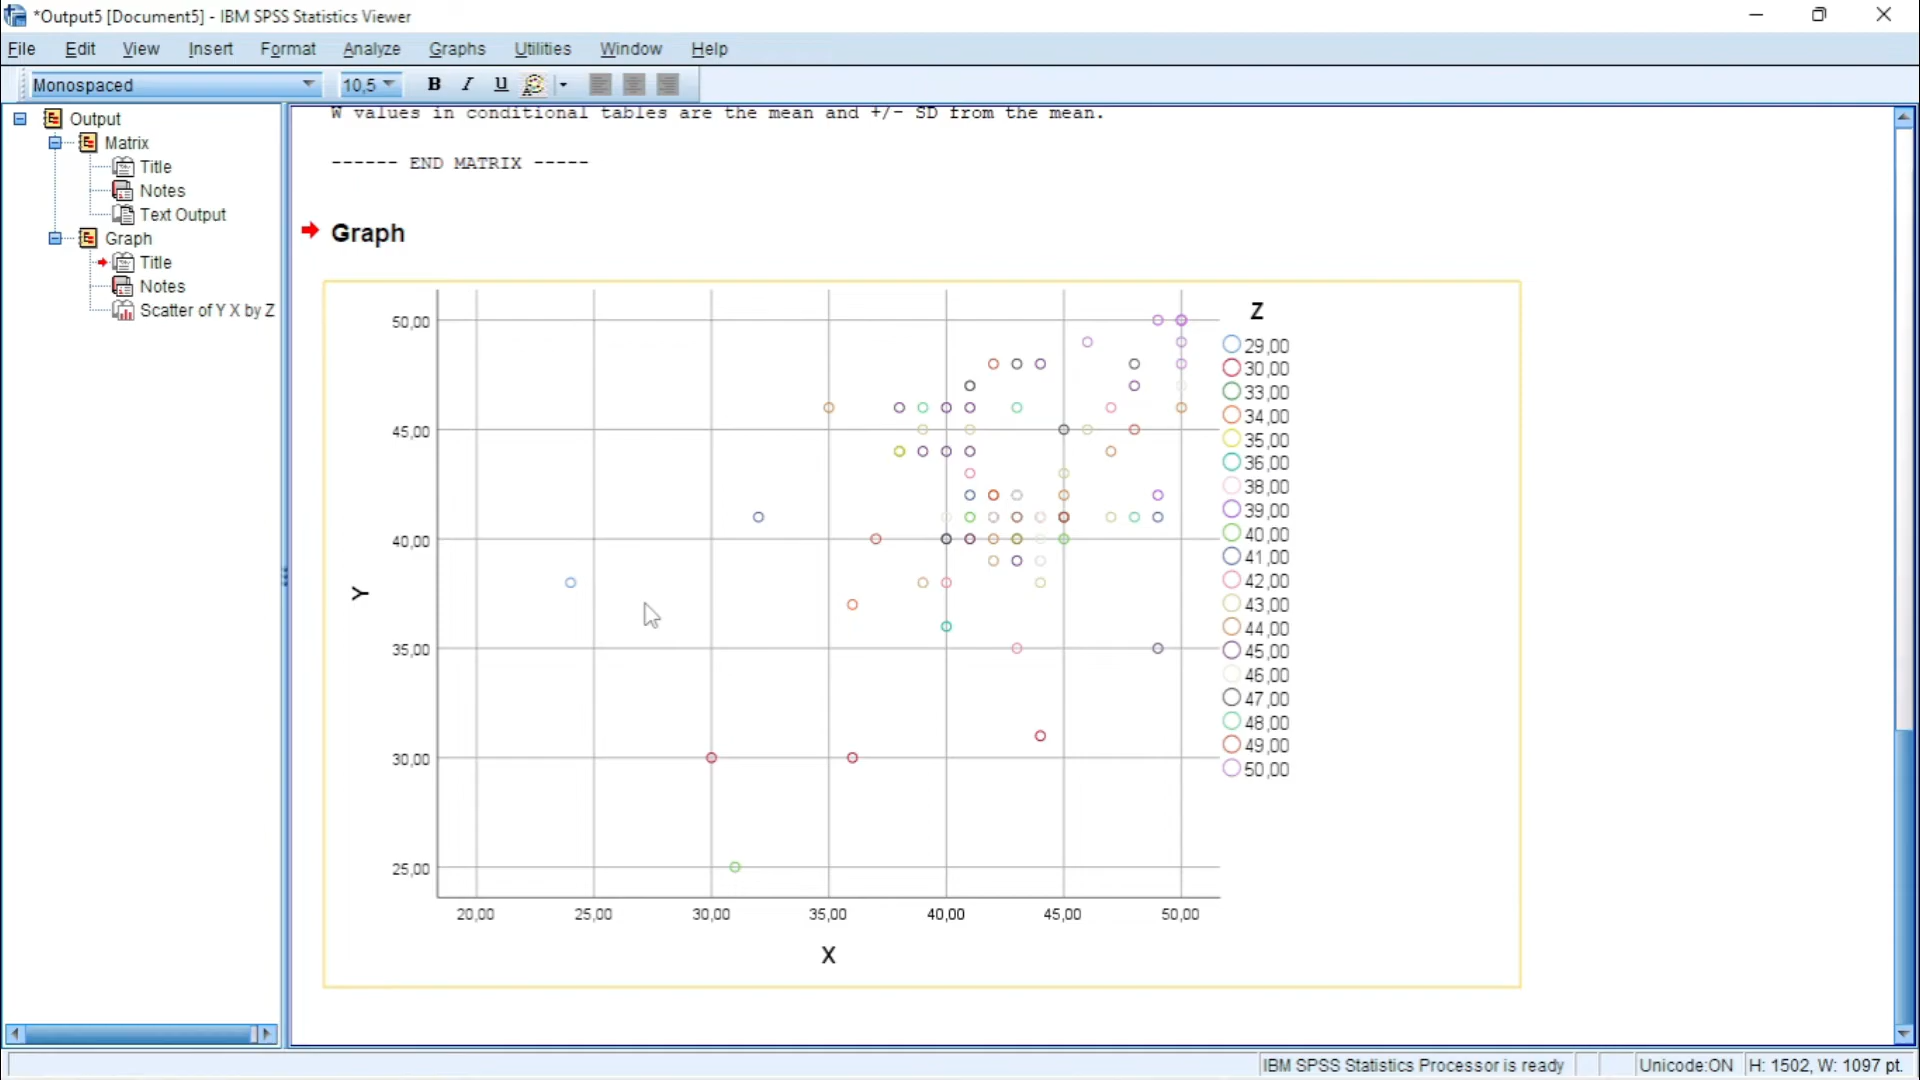 *Output5 [Document5] - IBM SPSS Statistics Viewer
File Edit View Insert Format Analyze Graphs Utilities Window Help
Monospaced 10,5 B I U
Output
Matrix
Title
Notes
Text Output
Graph
Title
Notes
Scatter of Y X by Z
W values in conditional tables are the mean and +/- SD from the mean.
------ END MATRIX -----
Graph
50,00
45,00
40,00
35,00
30,00
25,00
Y
20,00 25,00 30,00 35,00 40,00 45,00 50,00
X
Z
29,00
30,00
33,00
34,00
35,00
36,00
38,00
39,00
40,00
41,00
42,00
43,00
44,00
45,00
46,00
47,00
48,00
49,00
50,00
IBM SPSS Statistics Processor is ready Unicode:ON H: 1502, W: 1097 pt.